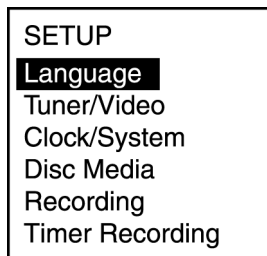 SETUP
Language
Tuner/Video
Clock/System
Disc Media
Recording
Timer Recording